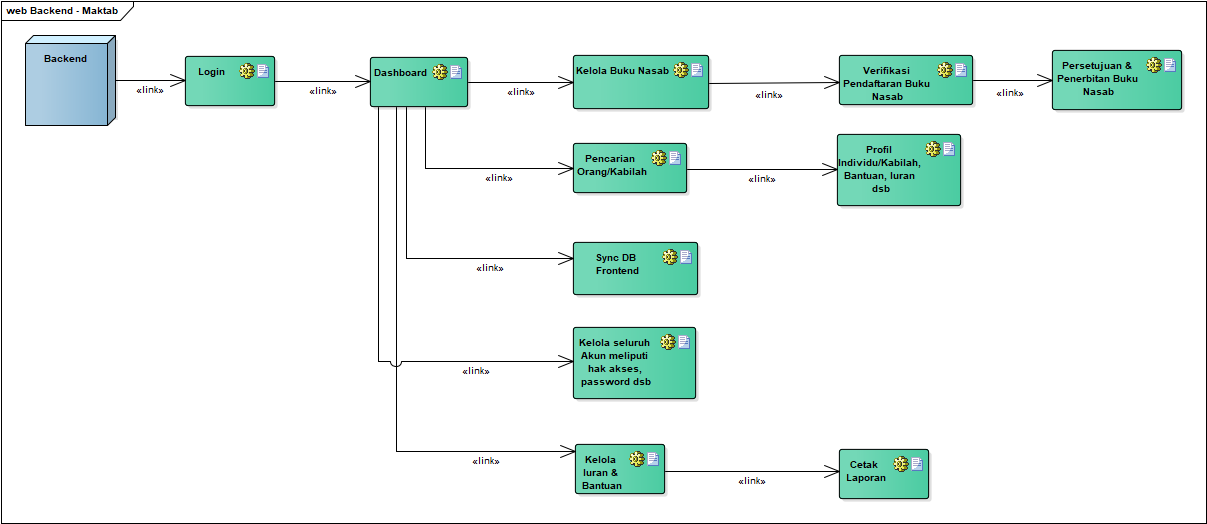 web Backend - Maktab
Backend
«link»
Login
«link»
Dashboard
«link»
Kelola Buku Nasab
«link»
Verifikasi
Pendaftaran Buku
Nasab
«link»
Persetujuan &
Penerbitan Buku
Nasab
«link»
Pencarian
Orang/Kabilah
«link»
Profil
Individu/Kabilah,
Bantuan, Iuran
dsb
«link»
Sync DB
Frontend
«link»
Kelola seluruh
Akun meliputi
hak akses,
password dsb
«link»
Kelola
Iuran &
Bantuan
«link»
Cetak
Laporan